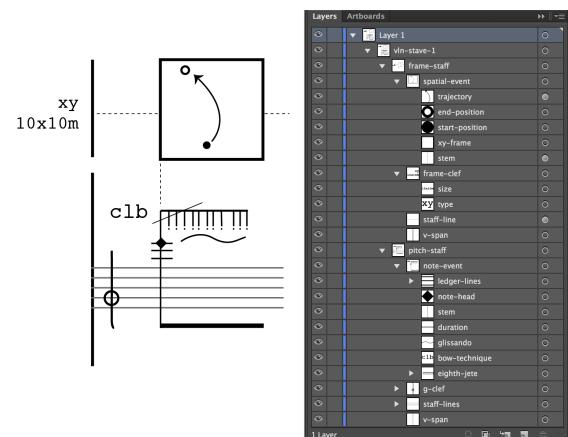 xy
10x10m
clb
Layers Artboards
Layer 1
vln-stave-1
frame-staff
spatial-event
trajectory
end-position
start-position
xy-frame
stem
frame-clef
size
xy type
staff-line
v-span
pitch-staff
note-event
ledger-lines
note-head
stem
duration
glissando
clb bow-technique
eighth-jete
g-clef
staff-lines
v-span
1 Layer